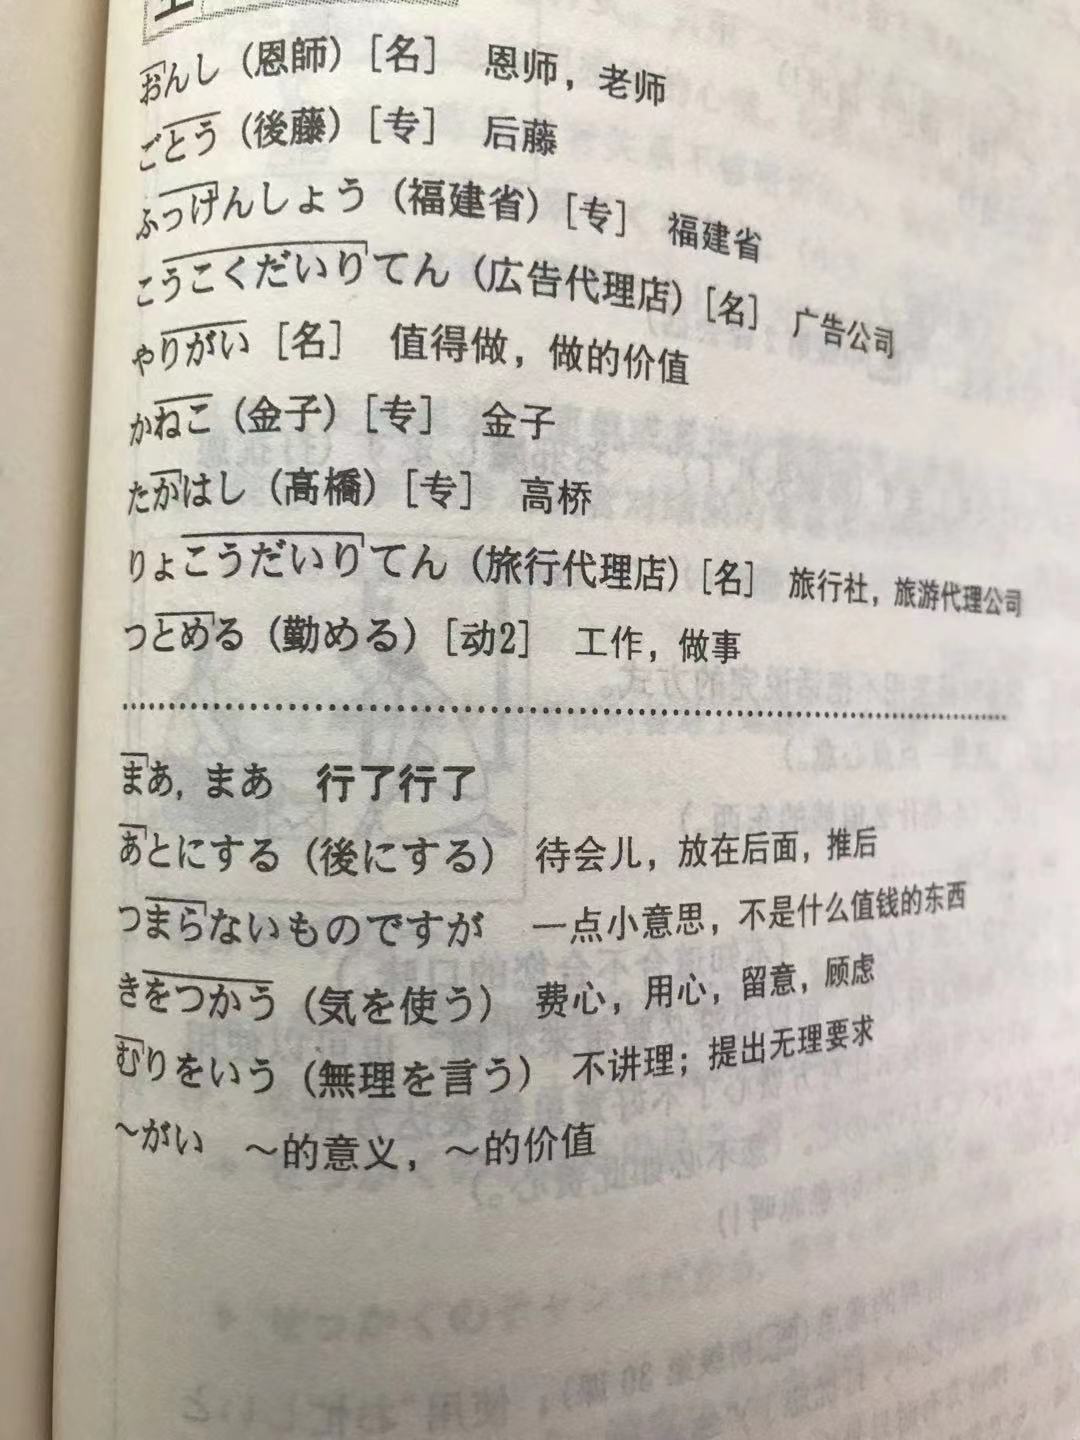 おんし（恩師）［名］　恩师，老师
ごとう（後藤）［专］　后藤
ふっけんしょう（福建省）［专］　福建省
こうこくだいりてん（広告代理店）［名］　广告公司
やりがい［名］　值得做，做的价值
かねこ（金子）［专］　金子
たかはし（高橋）［专］　高桥
りょこうだいりてん（旅行代理店）［名］　旅行社，旅游代理公司
つとめる（勤める）［动2］　工作，做事
まあ，まあ　行了行了
あとにする（後にする）　待会儿，放在后面，推后
つまらないものですが　一点小意思，不是什么值钱的东西
きをつかう（気を使う）　费心，用心，留意，顾虑
むりをいう（無理を言う）　不讲理；提出无理要求
～がい　～的意义，～的价值